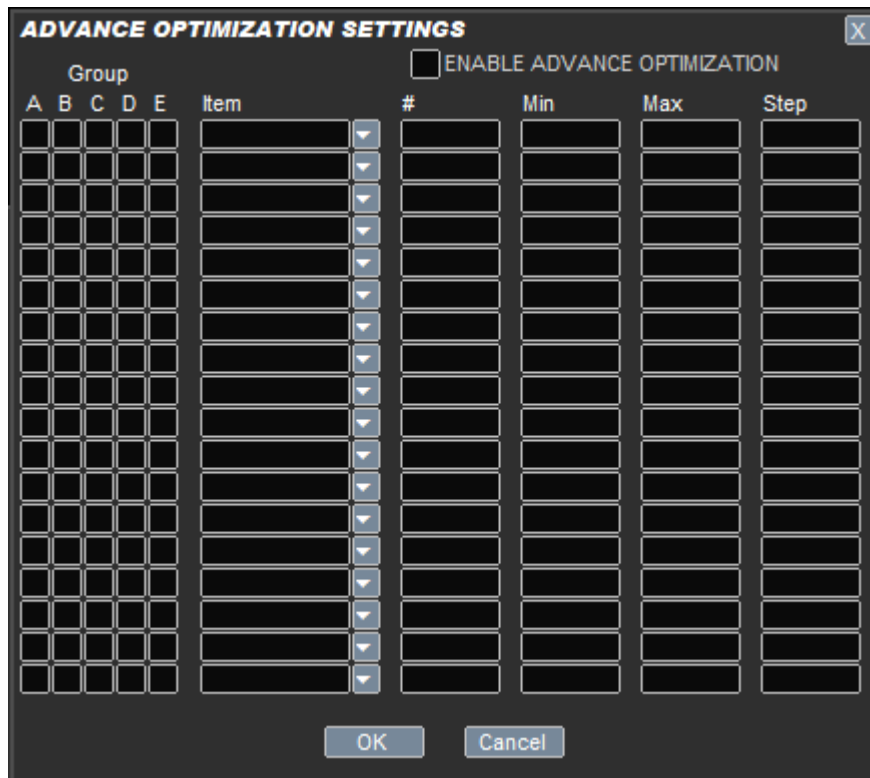 ADVANCE OPTIMIZATION SETTINGS X
ENABLE ADVANCE OPTIMIZATION
Group
A B C D E Item # Min Max Step
OK Cancel